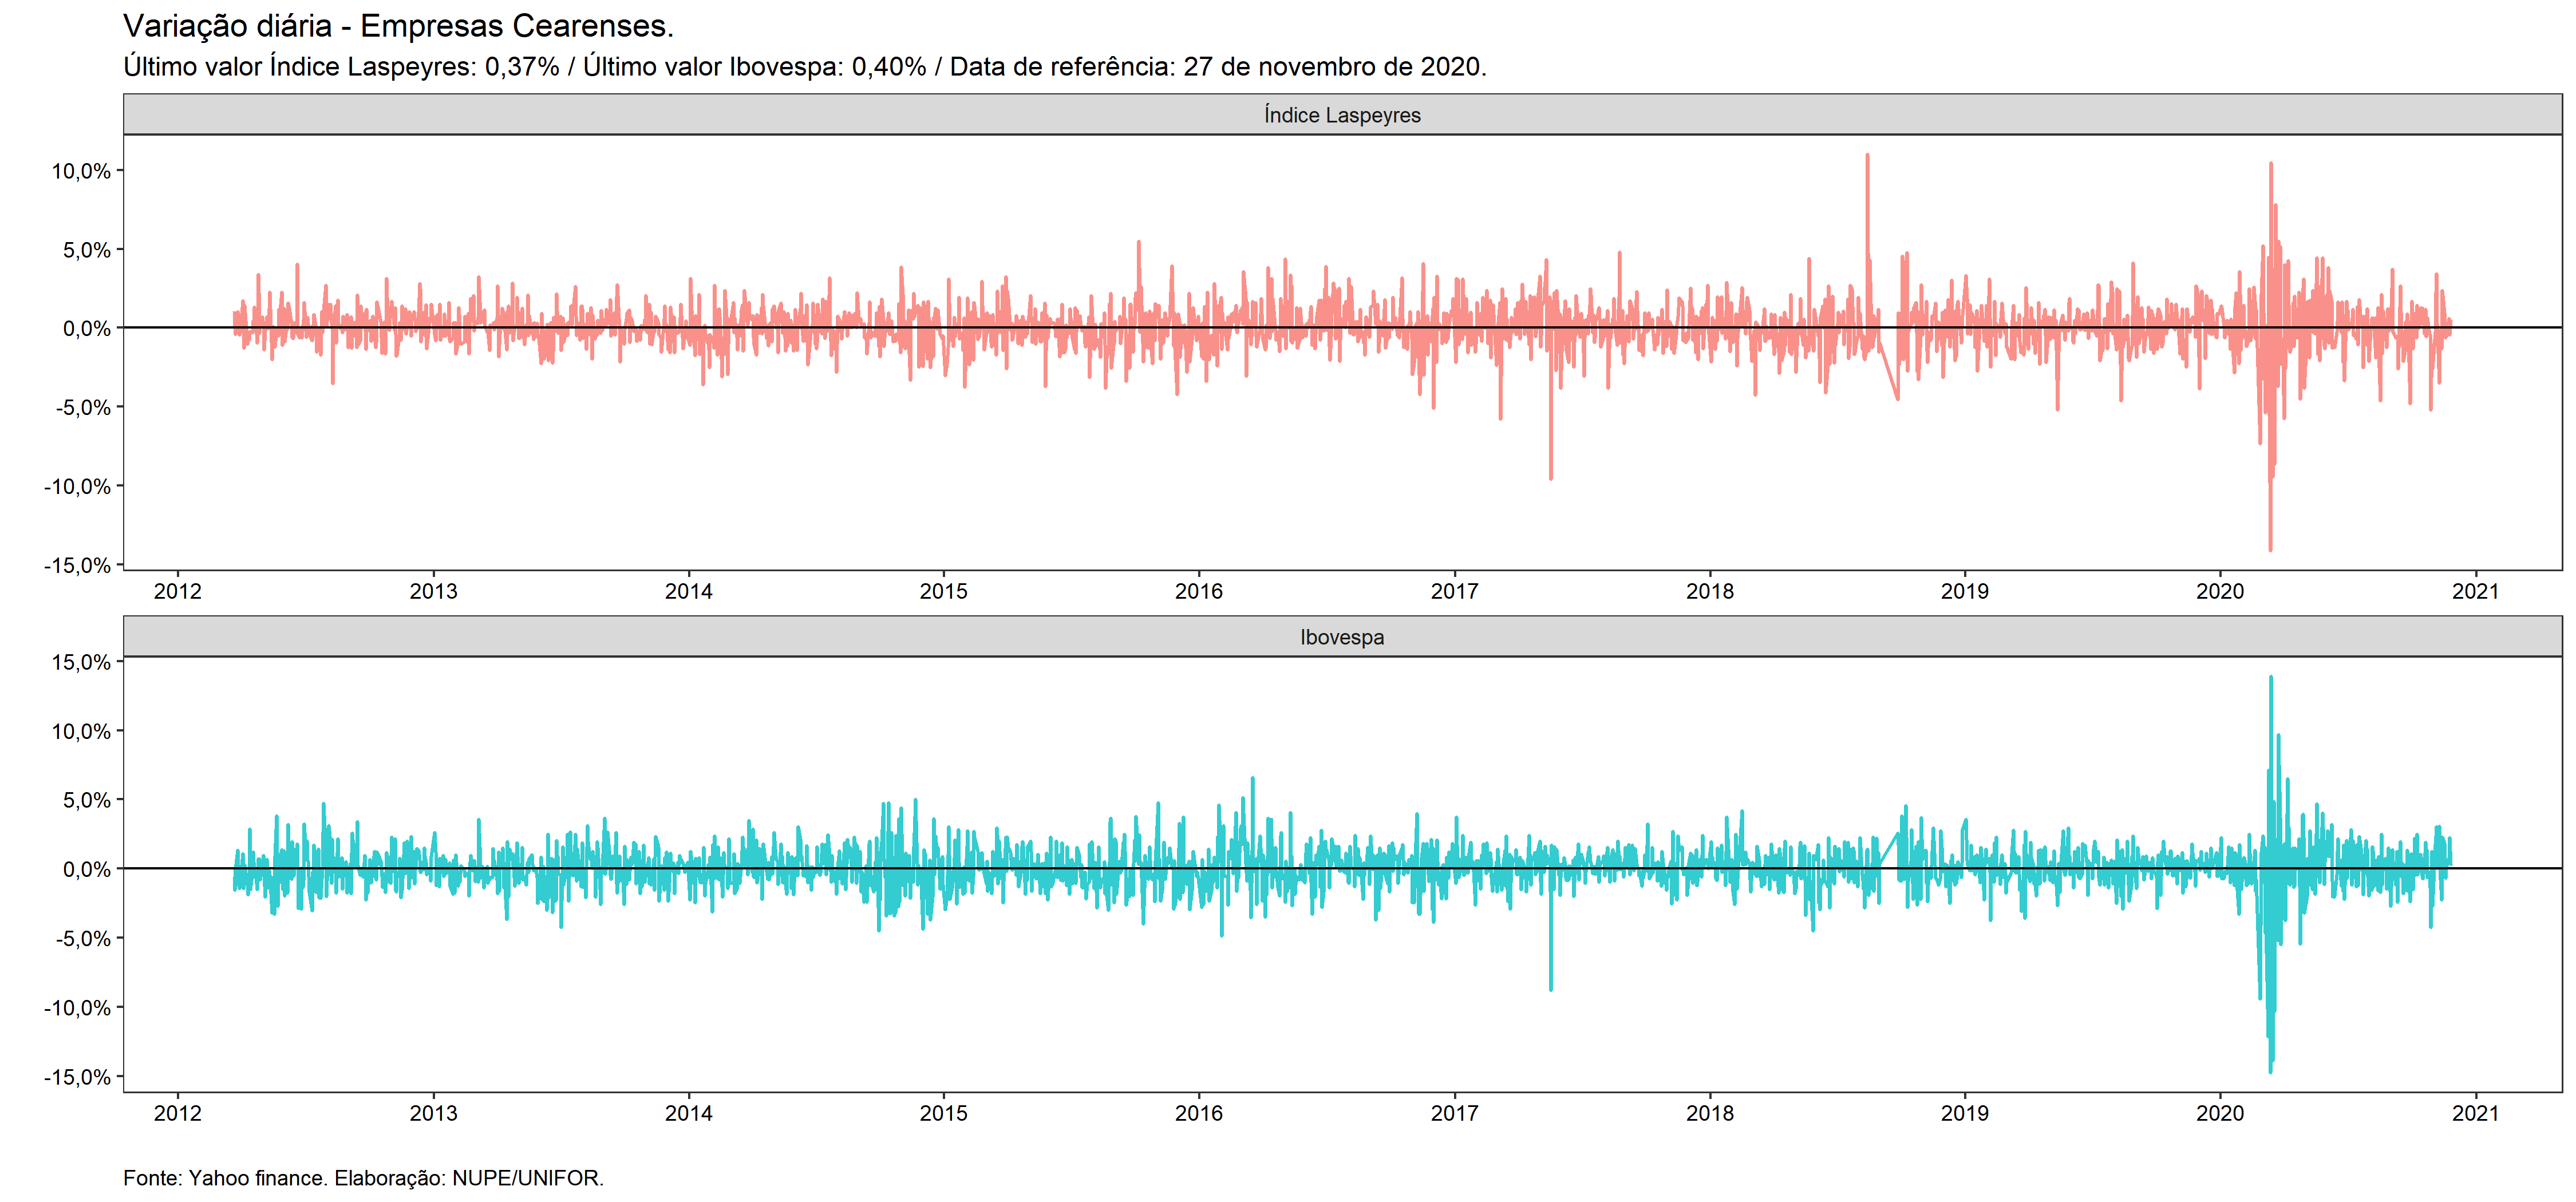 Variação diária - Empresas Cearenses.
Último valor Índice Laspeyres: 0,37% / Último valor Ibovespa: 0,40% / Data de referência: 27 de novembro de 2020.
Índice Laspeyres
10,0%
5,0%
0,0%
-5,0%
-10,0%
-15,0%
2012 2013 2014 2015 2016 2017 2018 2019 2020 2021
Ibovespa
15,0%
10,0%
5,0%
0,0%
-5,0%
-10,0%
-15,0%
2012 2013 2014 2015 2016 2017 2018 2019 2020 2021
Fonte: Yahoo finance. Elaboração: NUPE/UNIFOR.